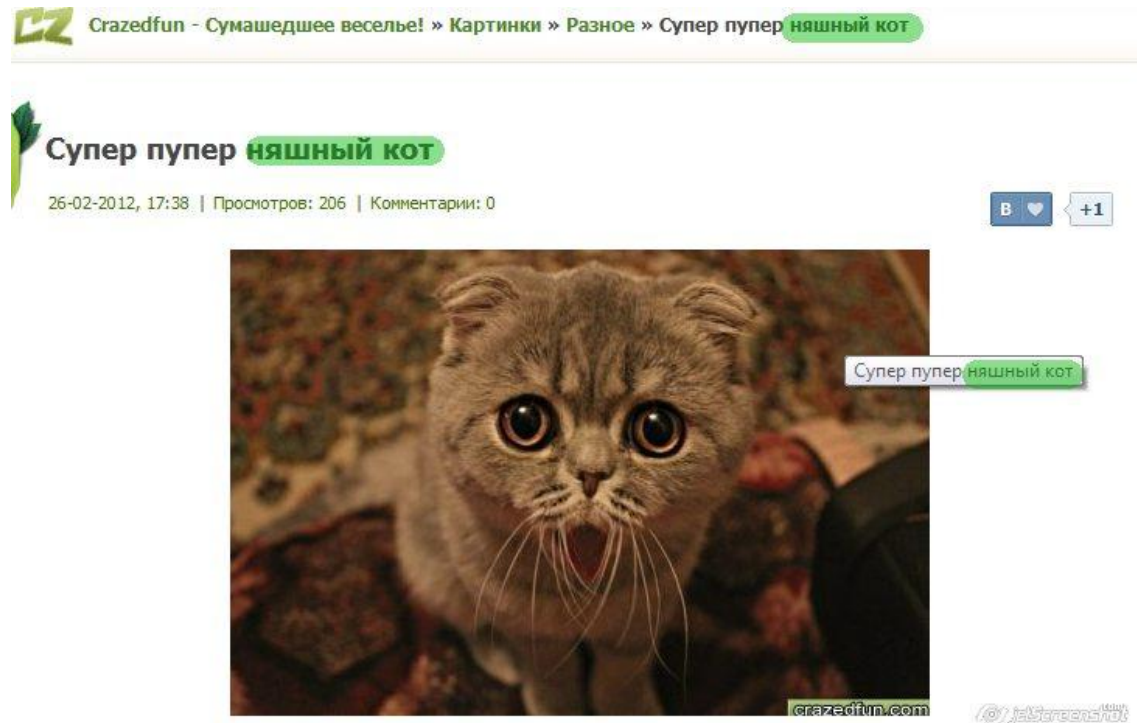 CZ Crazedfun - Сумашедшее веселье! » Картинки » Разное » Супер пупер няшный кот
Супер пупер няшный кот
26-02-2012, 17:38 | Просмотров: 206 | Комментарии: 0
В +1
Супер пупер няшный кот
crazedfun.com
jetScreenshot